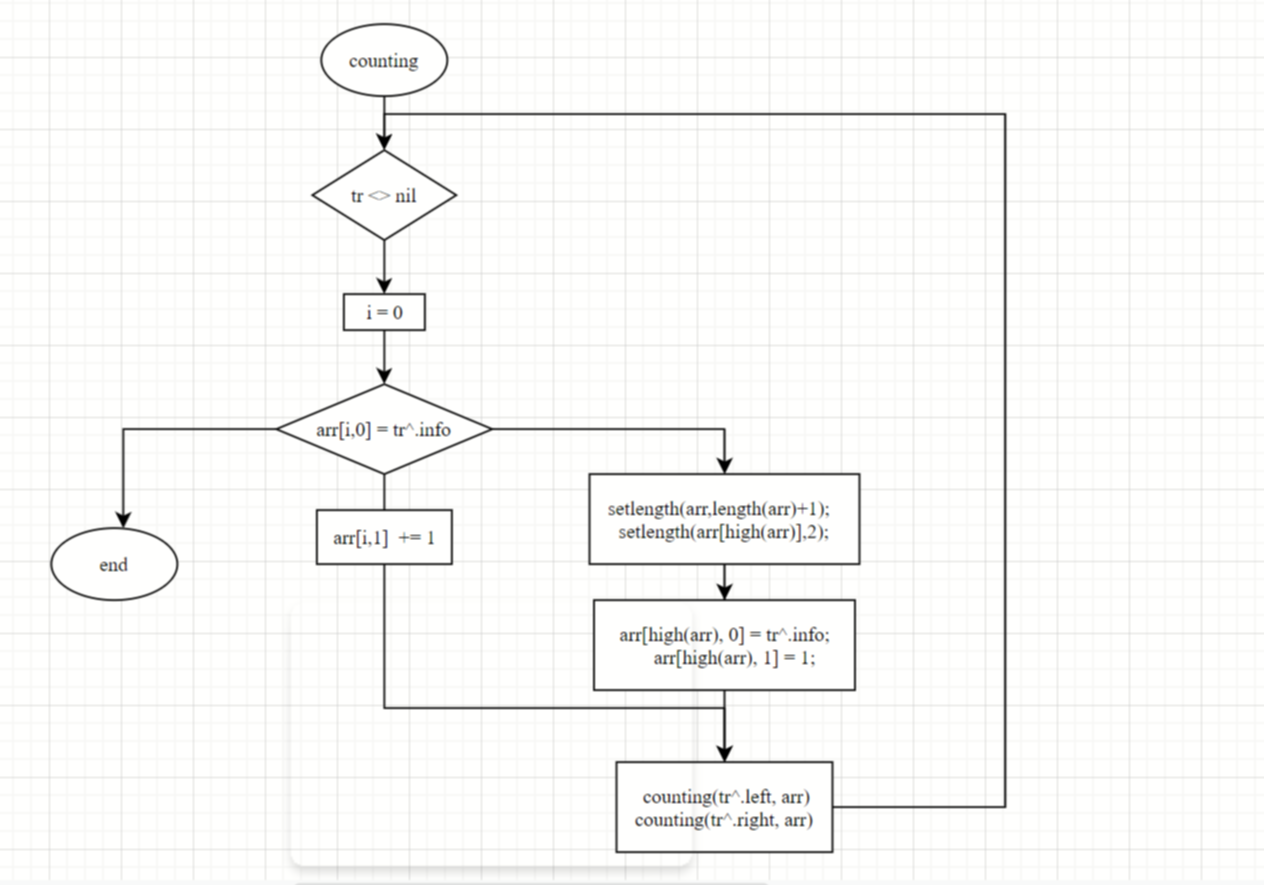 counting
tr <> nil
i = 0
arr[i,0] = tr^.info
setlength(arr,length(arr)+1);
setlength(arr[high(arr)],2);
arr[i,1] += 1
end
arr[high(arr), 0] = tr^.info;
arr[high(arr), 1] = 1;
counting(tr^.left, arr)
counting(tr^.right, arr)